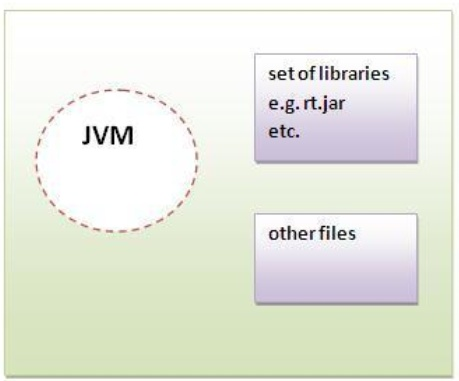 JVM
set of libraries
e.g. rt.jar
etc.
other files